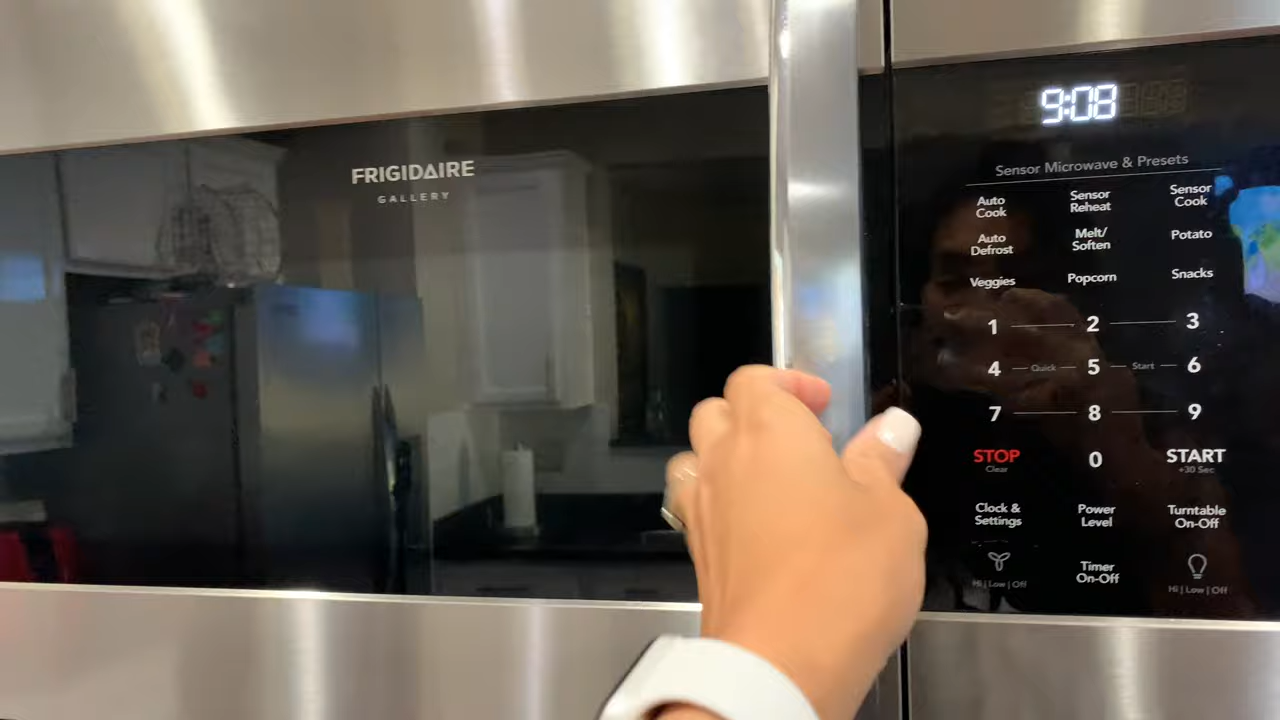 FRIGIDAIRE
GALLERY
9:08
Sensor Microwave & Presets
Auto Cook
Sensor Reheat
Sensor Cook
Auto Defrost
Melt/ Soften
Potato
Veggies
Popcorn
Snacks
1 2 3
4 Quick 5 Start 6
7 8 9
STOP
Clear
0
START
+30 Sec
Clock & Settings
Power Level
Turntable On-Off
Hi | Low | Off
Timer On-Off
Hi | Low | Off